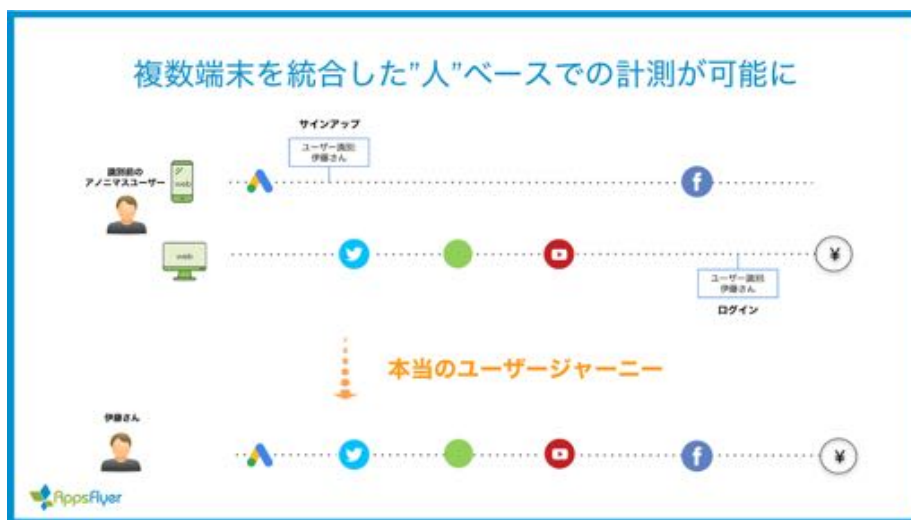 複数端末を統合した"人"ベースでの計測が可能に
サインアップ
ユーザー識別
伊藤さん
識別前の
アノニマスユーザー
web
web
¥
ユーザー識別
伊藤さん
ログイン
本当のユーザージャーニー
伊藤さん
¥
AppsFlyer